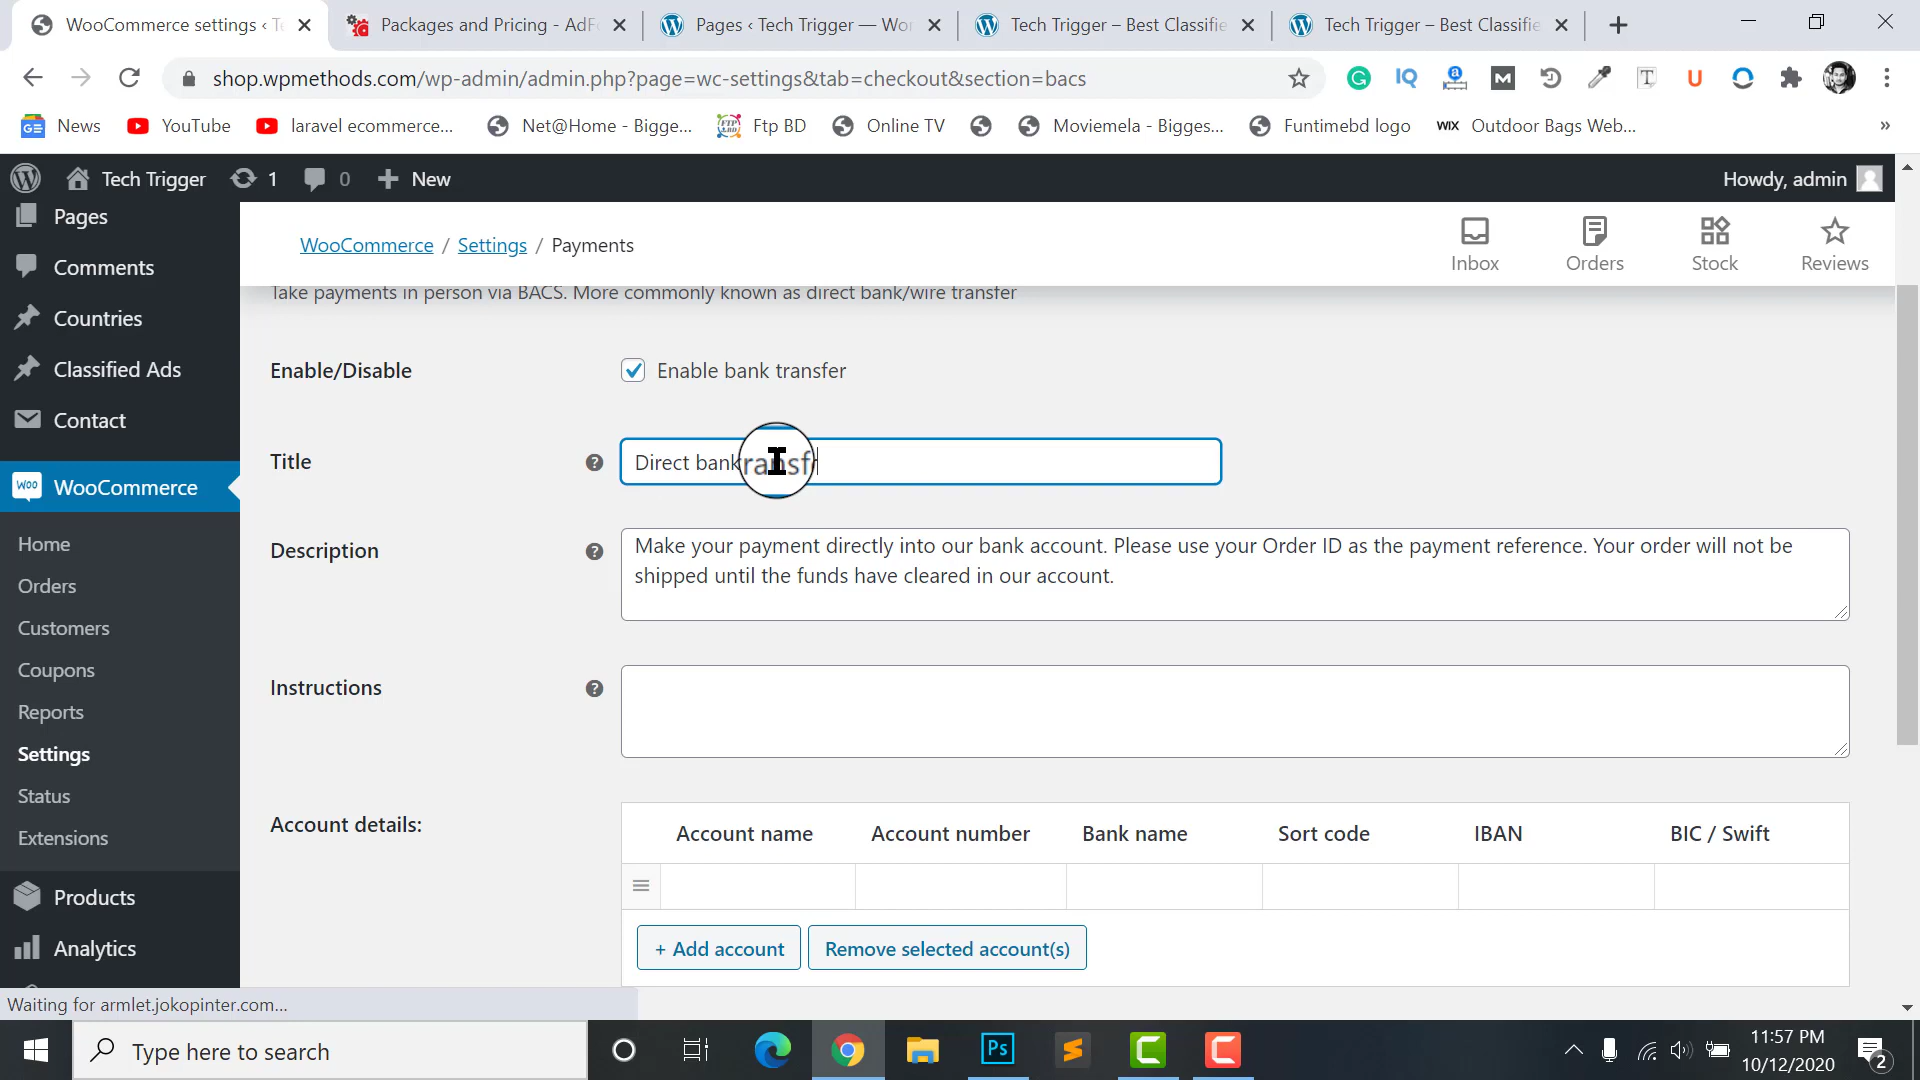 WooCommerce settings ‹ T
Packages and Pricing - AdF
Pages ‹ Tech Trigger — Wor
Tech Trigger – Best Classifie
Tech Trigger – Best Classifie
shop.wpmethods.com/wp-admin/admin.php?page=wc-settings&tab=checkout&section=bacs
News
YouTube
laravel ecommerce...
Net@Home - Bigge...
Ftp BD
Online TV
Moviemela - Bigges...
Funtimebd logo
WIX Outdoor Bags Web...
»
Tech Trigger
1
0
New
Howdy, admin
Pages
Comments
Countries
Classified Ads
Contact
WooCommerce
Home
Orders
Customers
Coupons
Reports
Settings
Status
Extensions
Products
Analytics
WooCommerce / Settings / Payments
Inbox
Orders
Stock
Reviews
Take payments in person via BACS. More commonly known as direct bank/wire transfer
Enable/Disable
Enable bank transfer
Title
Direct bank ransfr
Description
Make your payment directly into our bank account. Please use your Order ID as the payment reference. Your order will not be
shipped until the funds have cleared in our account.
Instructions
Account details:
Account name Account number Bank name Sort code IBAN BIC / Swift
+ Add account
Remove selected account(s)
Waiting for armlet.jokopinter.com...
Type here to search
Ps
11:57 PM
10/12/2020
2